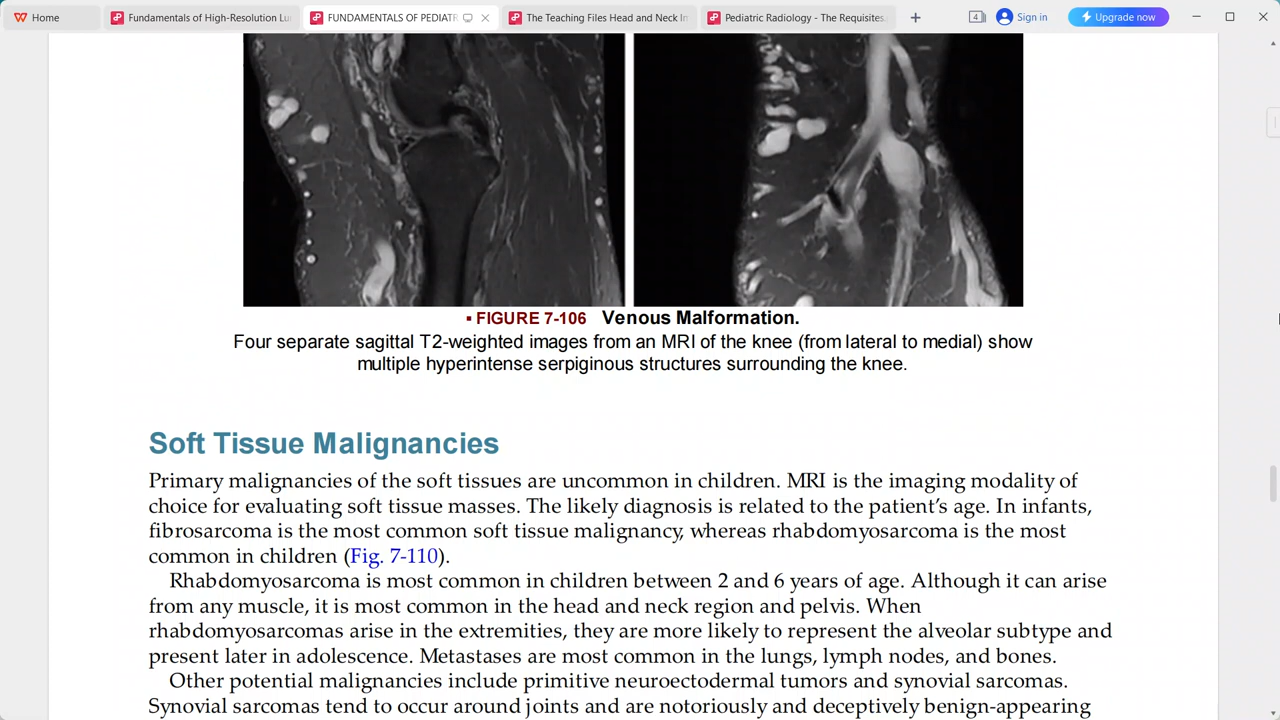 Home
Fundamentals of High-Resolution Lu
FUNDAMENTALS OF PEDIATR
The Teaching Files Head and Neck In
Pediatric Radiology - The Requisites.
4
Sign in
Upgrade now
▪ FIGURE 7-106 Venous Malformation.
Four separate sagittal T2-weighted images from an MRI of the knee (from lateral to medial) show
multiple hyperintense serpiginous structures surrounding the knee.
Soft Tissue Malignancies
Primary malignancies of the soft tissues are uncommon in children. MRI is the imaging modality of
choice for evaluating soft tissue masses. The likely diagnosis is related to the patient’s age. In infants,
fibrosarcoma is the most common soft tissue malignancy, whereas rhabdomyosarcoma is the most
common in children (Fig. 7-110).
Rhabdomyosarcoma is most common in children between 2 and 6 years of age. Although it can arise
from any muscle, it is most common in the head and neck region and pelvis. When
rhabdomyosarcomas arise in the extremities, they are more likely to represent the alveolar subtype and
present later in adolescence. Metastases are most common in the lungs, lymph nodes, and bones.
Other potential malignancies include primitive neuroectodermal tumors and synovial sarcomas.
Synovial sarcomas tend to occur around joints and are notoriously and deceptively benign-appearing